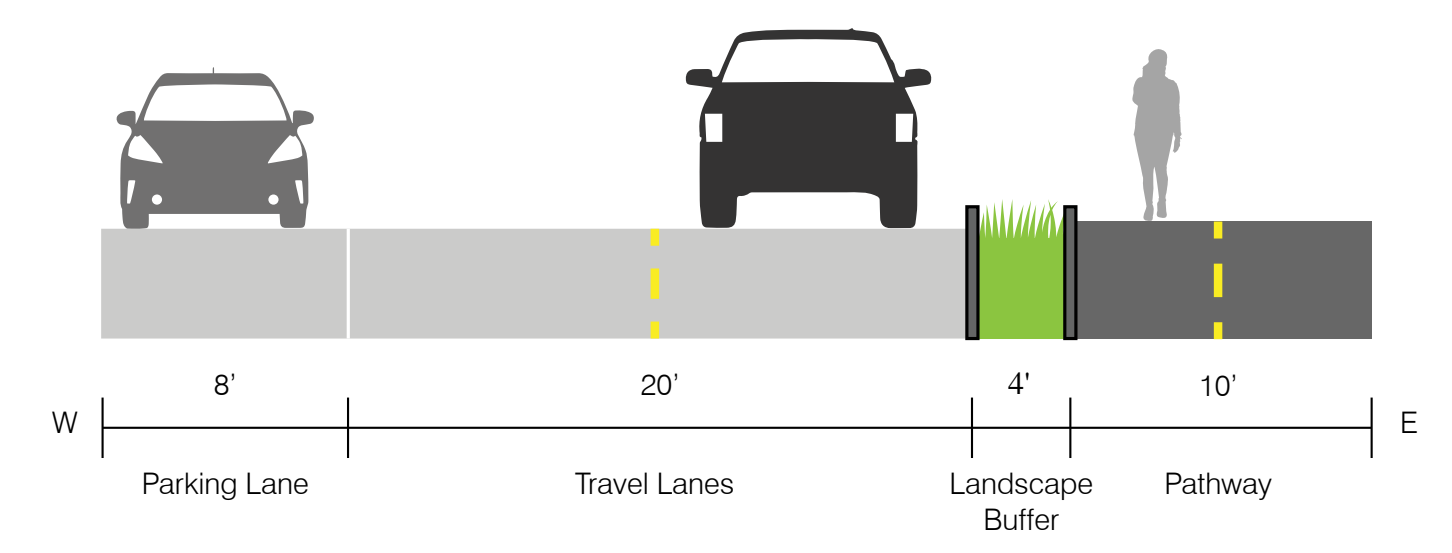 8’
20’
4'
10’
W
E
Parking Lane
Travel Lanes
Landscape
Buffer
Pathway